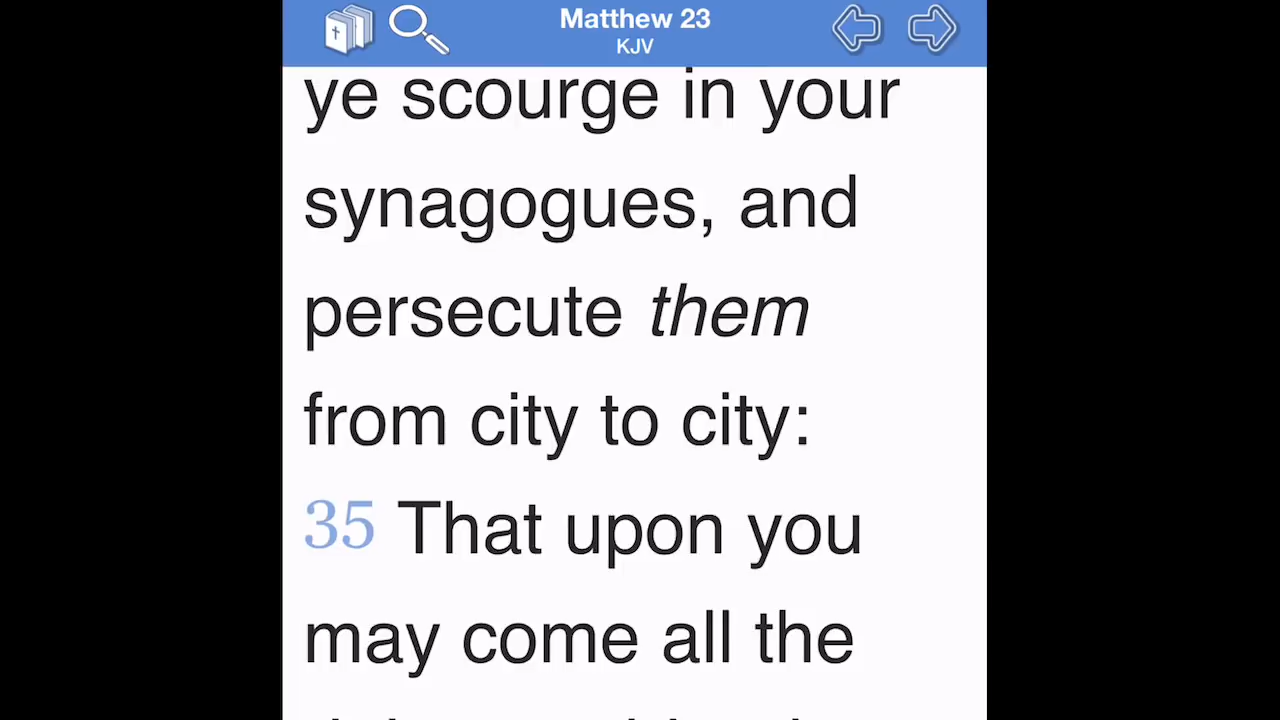 Matthew 23
KJV
ye scourge in your
synagogues, and
persecute them
from city to city:
35 That upon you
may come all the